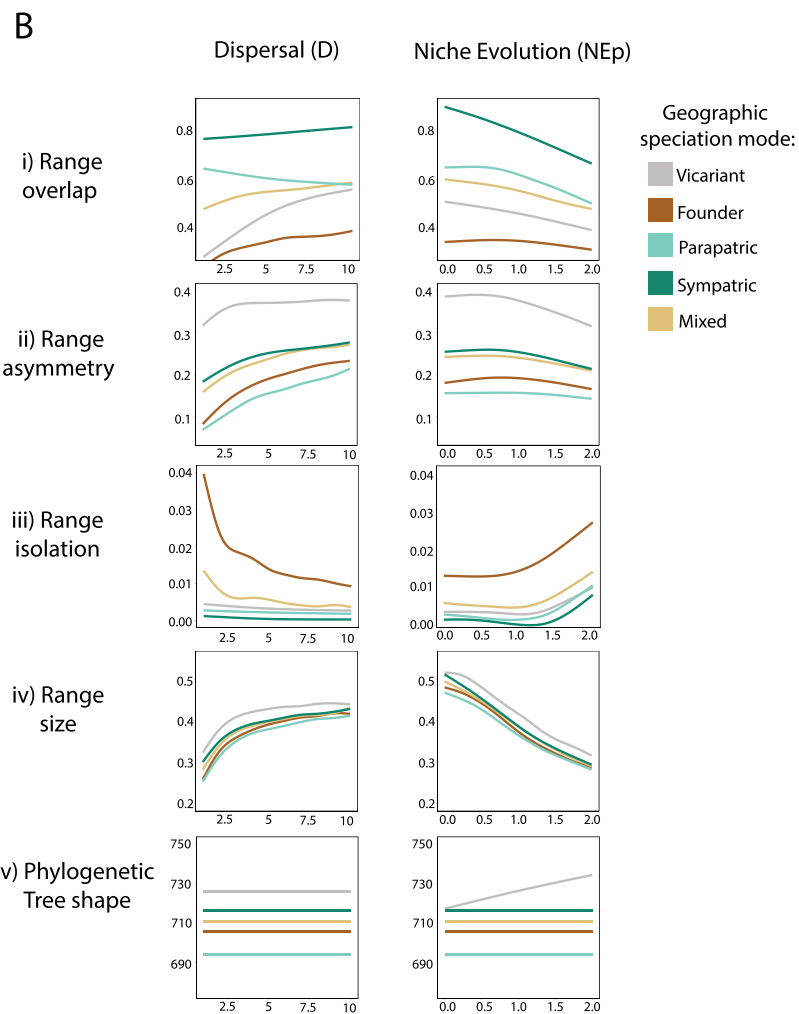 B
Dispersal (D)
Niche Evolution (NEp)
Geographic
speciation mode:
Vicariant
Founder
Parapatric
Sympatric
Mixed
i) Range
overlap
0.8
0.6
0.4
2.5 5 7.5 10
0.8
0.6
0.4
0.0 0.5 1.0 1.5 2.0
ii) Range
asymmetry
0.4
0.3
0.2
0.1
2.5 5 7.5 10
0.4
0.3
0.2
0.1
0.0 0.5 1.0 1.5 2.0
iii) Range
isolation
0.04
0.03
0.02
0.01
0.00
2.5 5 7.5 10
0.04
0.03
0.02
0.01
0.00
0.0 0.5 1.0 1.5 2.0
iv) Range
size
0.5
0.4
0.3
0.2
2.5 5 7.5 10
0.5
0.4
0.3
0.2
0.0 0.5 1.0 1.5 2.0
v) Phylogenetic
Tree shape
750
730
710
690
2.5 5 7.5 10
750
730
710
690
0.0 0.5 1.0 1.5 2.0